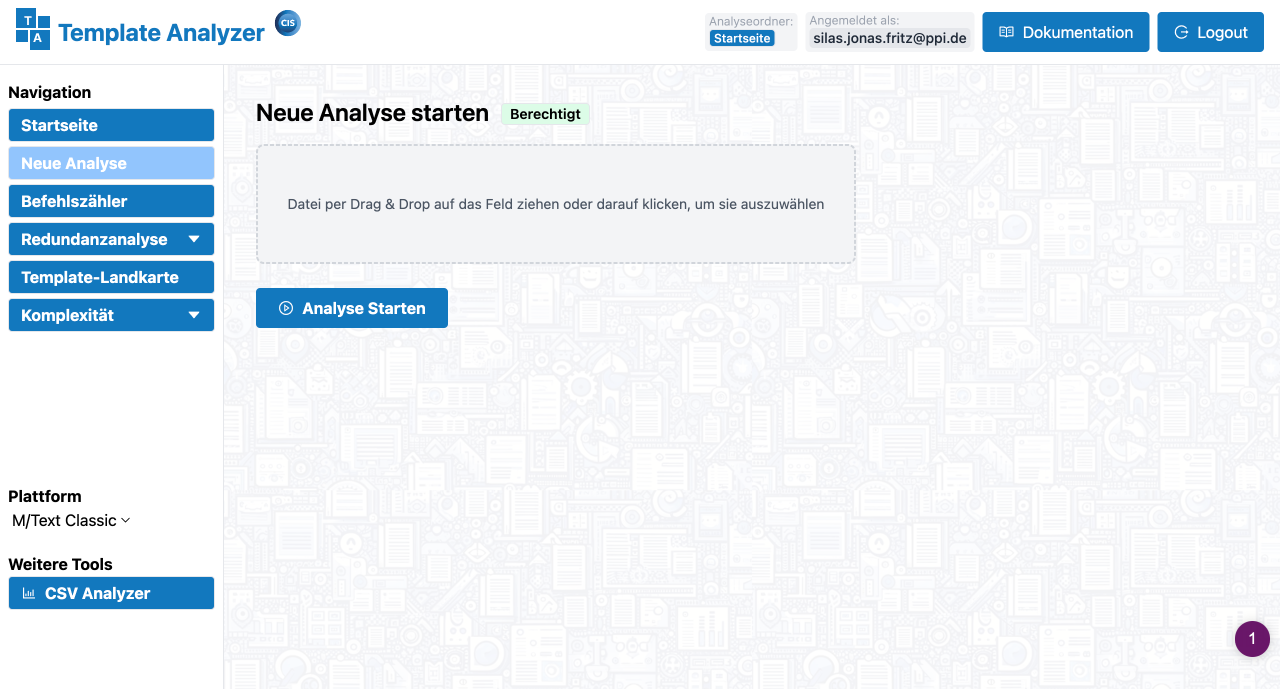 T
A
Template Analyzer
CIS
Analyseordner:
Startseite
Angemeldet als:
silas.jonas.fritz@ppi.de
Dokumentation
Logout
Navigation
Startseite
Neue Analyse
Befehlszähler
Redundanzanalyse
Template-Landkarte
Komplexität
Plattform
M/Text Classic
Weitere Tools
CSV Analyzer
Neue Analyse starten
Berechtigt
Datei per Drag & Drop auf das Feld ziehen oder darauf klicken, um sie auszuwählen
Analyse Starten
1